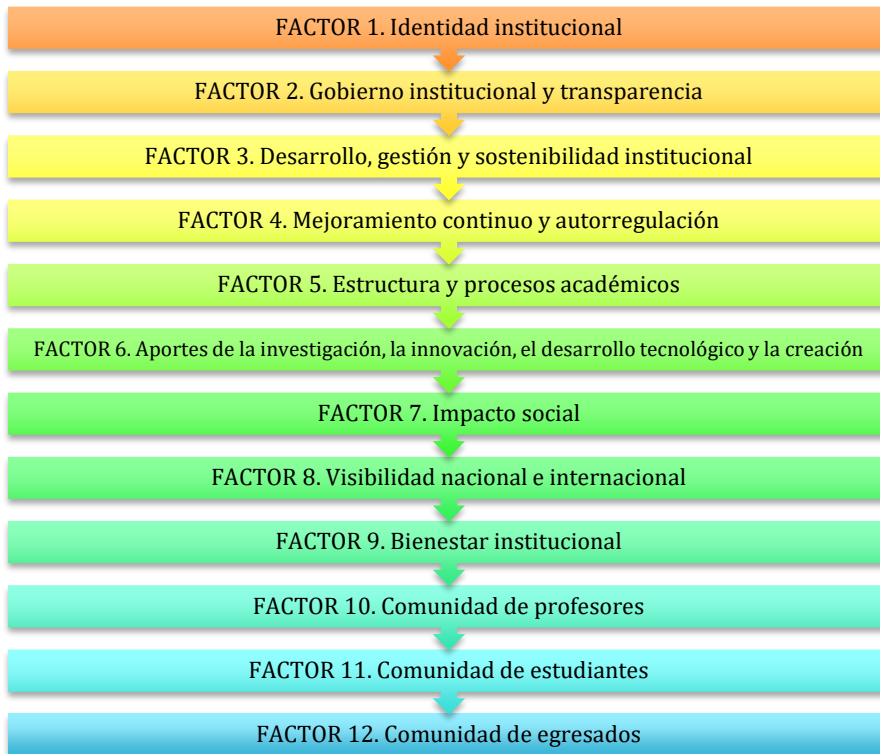 FACTOR 1. Identidad institucional
FACTOR 2. Gobierno institucional y transparencia
FACTOR 3. Desarrollo, gestión y sostenibilidad institucional
FACTOR 4. Mejoramiento continuo y autorregulación
FACTOR 5. Estructura y procesos académicos
FACTOR 6. Aportes de la investigación, la innovación, el desarrollo tecnológico y la creación
FACTOR 7. Impacto social
FACTOR 8. Visibilidad nacional e internacional
FACTOR 9. Bienestar institucional
FACTOR 10. Comunidad de profesores
FACTOR 11. Comunidad de estudiantes
FACTOR 12. Comunidad de egresados